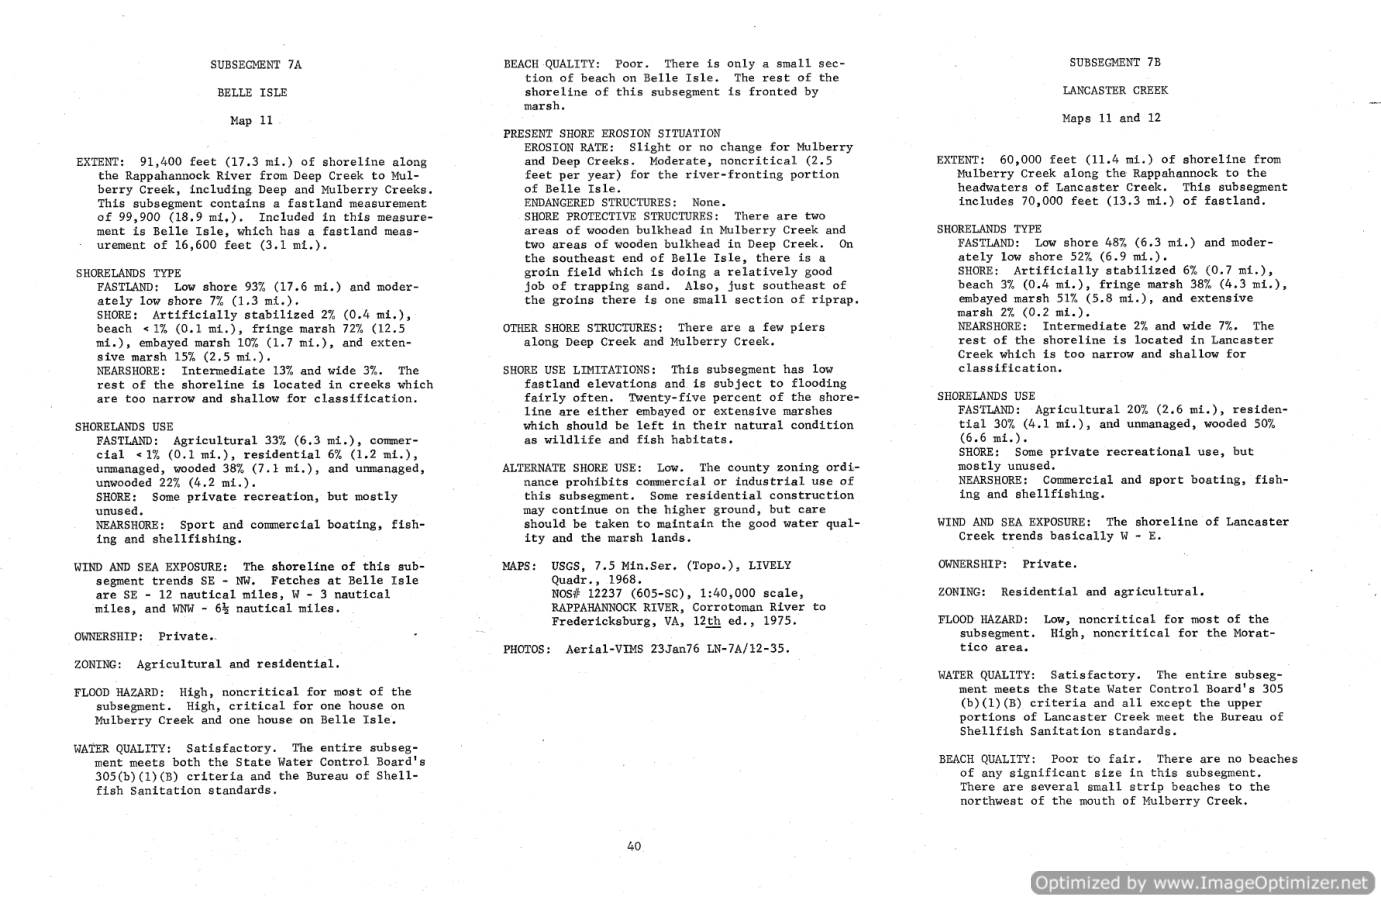 SUBSEGMENT 7A
BELLE ISLE
Map 11
EXTENT: 91,400 feet (17.3 mi.) of shoreline along
the Rappahannock River from Deep Creek to Mul-
berry Creek, including Deep and Mulberry Creeks.
This subsegment contains a fastland measurement
of 99,900 (18.9 mi.). Included in this measure-
ment is Belle Isle, which has a fastland meas-
urement of 16,600 feet (3.1 mi.).
SHORELANDS TYPE
FASTLAND: Low shore 93% (17.6 mi.) and moder-
ately low shore 7% (1.3 mi.).
SHORE: Artificially stabilized 2% (0.4 mi.),
beach <1% (0.1 mi.), fringe marsh 72% (12.5
mi.), embayed marsh 10% (1.7 mi.), and exten-
sive marsh 15% (2.5 mi.).
NEARSHORE: Intermediate 13% and wide 3%. The
rest of the shoreline is located in creeks which
are too narrow and shallow for classification.
SHORELANDS USE
FASTLAND: Agricultural 33% (6.3 mi.), commer-
cial <1% (0.1 mi.), residential 6% (1.2 mi.),
unmanaged, wooded 38% (7.1 mi.), and unmanaged,
unwooded 22% (4.2 mi.).
SHORE: Some private recreation, but mostly
unused.
NEARSHORE: Sport and commercial boating, fish-
ing and shellfishing.
WIND AND SEA EXPOSURE: The shoreline of this sub-
segment trends SE - NW. Fetches at Belle Isle
are SE - 12 nautical miles, W - 3 nautical
miles, and WNW - 6½ nautical miles.
OWNERSHIP: Private.
ZONING: Agricultural and residential.
FLOOD HAZARD: High, noncritical for most of the
subsegment. High, critical for one house on
Mulberry Creek and one house on Belle Isle.
WATER QUALITY: Satisfactory. The entire subseg-
ment meets both the State Water Control Board's
305(b)(1)(B) criteria and the Bureau of Shell-
fish Sanitation standards.
BEACH QUALITY: Poor. There is only a small sec-
tion of beach on Belle Isle. The rest of the
shoreline of this subsegment is fronted by
marsh.
PRESENT SHORE EROSION SITUATION
EROSION RATE: Slight or no change for Mulberry
and Deep Creeks. Moderate, noncritical (2.5
feet per year) for the river-fronting portion
of Belle Isle.
ENDANGERED STRUCTURES: None.
SHORE PROTECTIVE STRUCTURES: There are two
areas of wooden bulkhead in Mulberry Creek and
two areas of wooden bulkhead in Deep Creek. On
the southeast end of Belle Isle, there is a
groin field which is doing a relatively good
job of trapping sand. Also, just southeast of
the groins there is one small section of riprap.
OTHER SHORE STRUCTURES: There are a few piers
along Deep Creek and Mulberry Creek.
SHORE USE LIMITATIONS: This subsegment has low
fastland elevations and is subject to flooding
fairly often. Twenty-five percent of the shore-
line are either embayed or extensive marshes
which should be left in their natural condition
as wildlife and fish habitats.
ALTERNATE SHORE USE: Low. The county zoning ordi-
nance prohibits commercial or industrial use of
this subsegment. Some residential construction
may continue on the higher ground, but care
should be taken to maintain the good water qual-
ity and the marsh lands.
MAPS: USGS, 7.5 Min.Ser. (Topo.), LIVELY
Quadr., 1968.
NOS# 12237 (605-SC), 1:40,000 scale,
RAPPAHANNOCK RIVER, Corrotoman River to
Fredericksburg, VA, 12th ed., 1975.
PHOTOS: Aerial-VIMS 23Jan76 LN-7A/12-35.
SUBSEGMENT 7B
LANCASTER CREEK
Maps 11 and 12
EXTENT: 60,000 feet (11.4 mi.) of shoreline from
Mulberry Creek along the Rappahannock to the
headwaters of Lancaster Creek. This subsegment
includes 70,000 feet (13.3 mi.) of fastland.
SHORELANDS TYPE
FASTLAND: Low shore 48% (6.3 mi.) and moder-
ately low shore 52% (6.9 mi.).
SHORE: Artificially stabilized 6% (0.7 mi.),
beach 3% (0.4 mi.), fringe marsh 38% (4.3 mi.),
embayed marsh 51% (5.8 mi.), and extensive
marsh 2% (0.2 mi.).
NEARSHORE: Intermediate 2% and wide 7%. The
rest of the shoreline is located in Lancaster
Creek which is too narrow and shallow for
classification.
SHORELANDS USE
FASTLAND: Agricultural 20% (2.6 mi.), residen-
tial 30% (4.1 mi.), and unmanaged, wooded 50%
(6.6 mi.).
SHORE: Some private recreational use, but
mostly unused.
NEARSHORE: Commercial and sport boating, fish-
ing and shellfishing.
WIND AND SEA EXPOSURE: The shoreline of Lancaster
Creek trends basically W - E.
OWNERSHIP: Private.
ZONING: Residential and agricultural.
FLOOD HAZARD: Low, noncritical for most of the
subsegment. High, noncritical for the Morat-
tico area.
WATER QUALITY: Satisfactory. The entire subseg-
ment meets the State Water Control Board's 305
(b)(1)(B) criteria and all except the upper
portions of Lancaster Creek meet the Bureau of
Shellfish Sanitation standards.
BEACH QUALITY: Poor to fair. There are no beaches
of any significant size in this subsegment.
There are several small strip beaches to the
northwest of the mouth of Mulberry Creek.
40
Optimized by www.ImageOptimizer.net